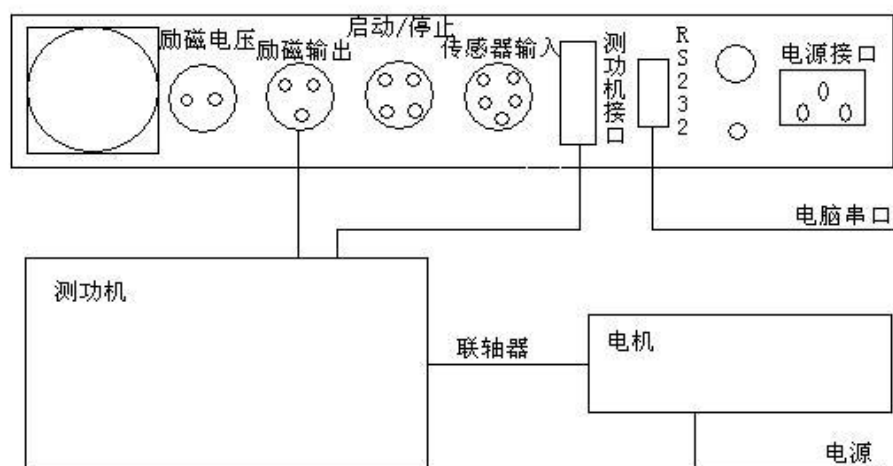 励磁电压
励磁输出
启动/停止
传感器输入
测功机接口
RS232
电源接口
电脑串口
测功机
联轴器
电机
电源